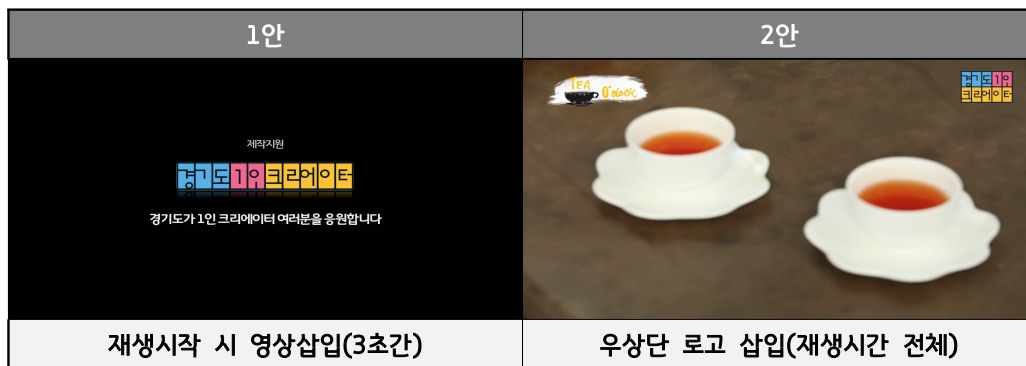 1안
2안
제작지원
경기도1인크리에이터
경기도가 1인 크리에이터 여러분을 응원합니다
TEA
O'clock
경기도1인
크리에이터
재생시작 시 영상삽입(3초간)
우상단 로고 삽입(재생시간 전체)